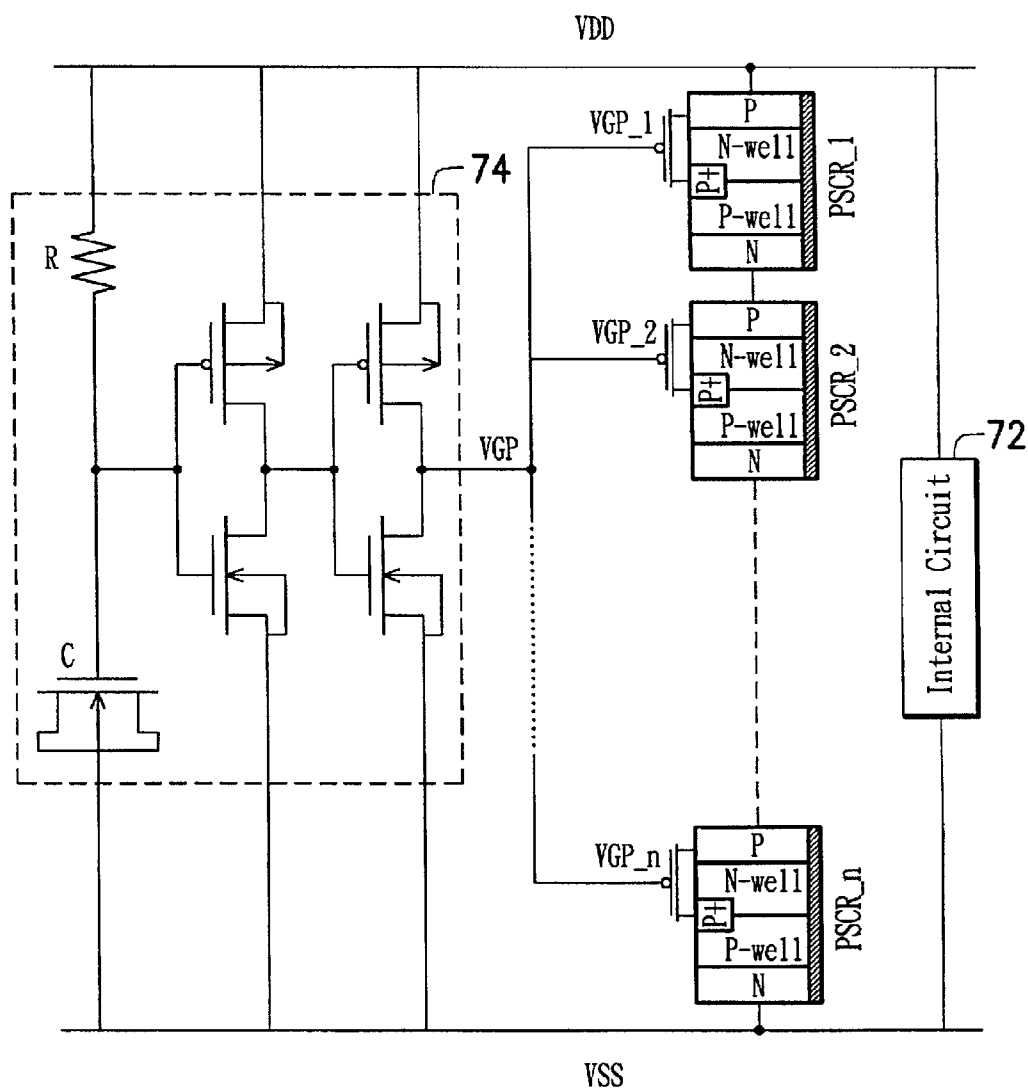 VDD
74
R
C
VGP
VGP_1
P
N-well
P+
P-well
N
PSCR_1
VGP_2
P
N-well
P+
P-well
N
PSCR_2
72
Internal Circuit
VGP_n
P
N-well
P+
P-well
N
PSCR_n
VSS